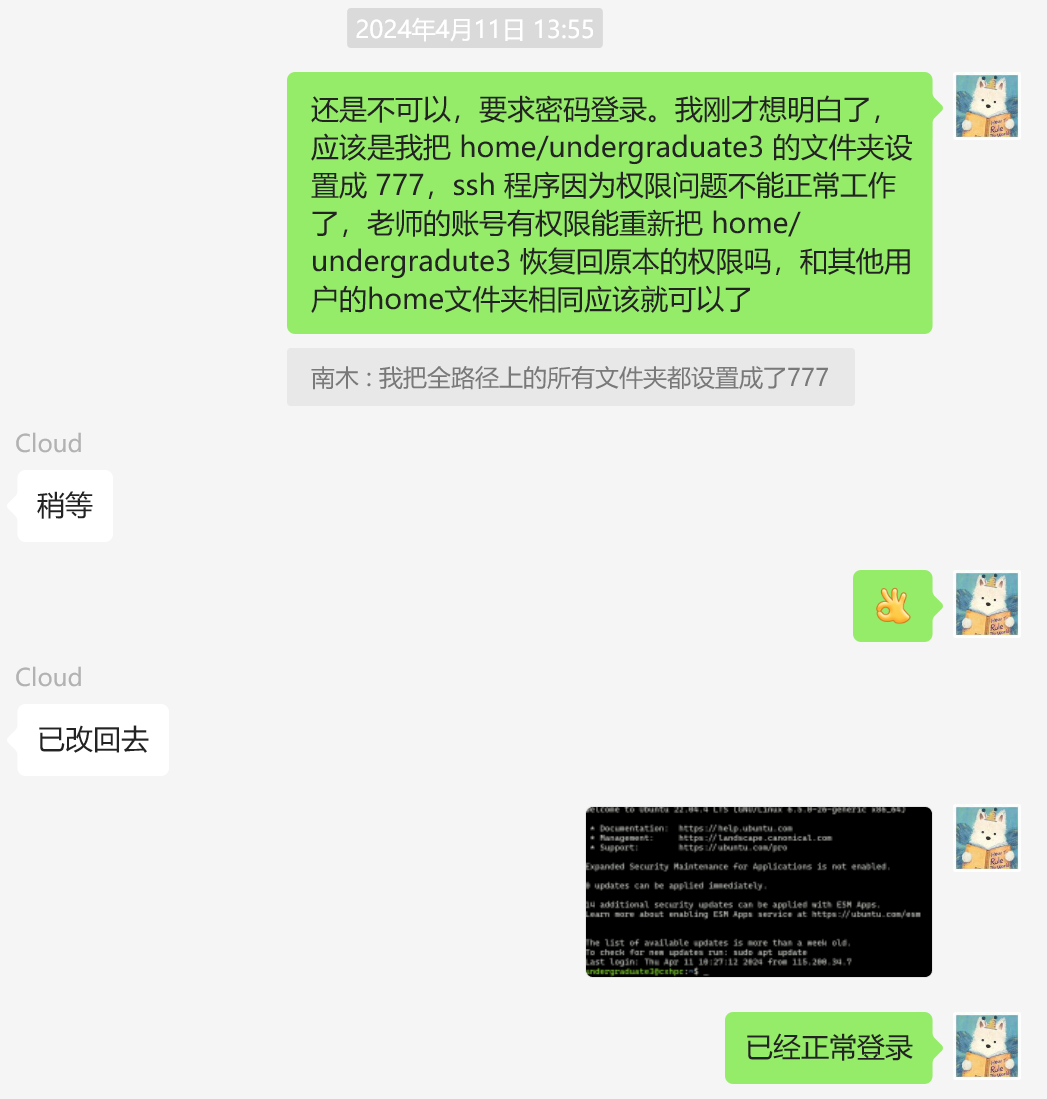 2024年4月11日 13:55
还是不可以，要求密码登录。我刚才想明白了，
应该是我把 home/undergraduate3 的文件夹设
置成 777，ssh 程序因为权限问题不能正常工作
了，老师的账号有权限能重新把 home/
undergradute3 恢复回原本的权限吗，和其他用
户的home文件夹相同应该就可以了
南木 : 我把全路径上的所有文件夹都设置成了777
Cloud
稍等
Cloud
已改回去
Welcome to Ubuntu 22.04.4 LTS (GNU/Linux 6.5.0-26-generic x86_64)
* Documentation: https://help.ubuntu.com
* Management: https://landscape.canonical.com
* Support: https://ubuntu.com/pro
Expanded Security Maintenance for Applications is not enabled.
0 updates can be applied immediately.
14 additional security updates can be applied with ESM Apps.
Learn more about enabling ESM Apps service at https://ubuntu.com/esm
The list of available updates is more than a week old.
To check for new updates run: sudo apt update
Last login: Thu Apr 11 10:27:12 2024 from 115.200.34.7
undergraduate3@cshpc:~$ _
已经正常登录